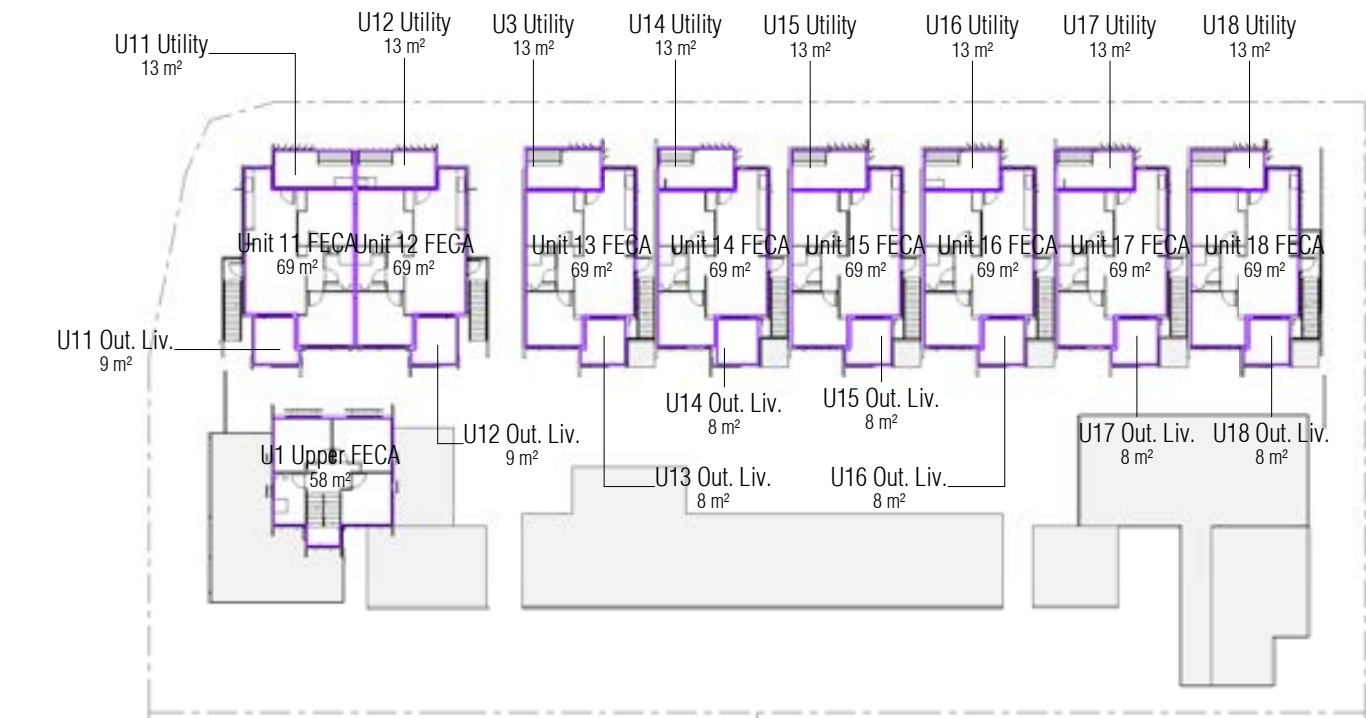 U11 Utility
13 m²
U12 Utility
13 m²
U3 Utility
13 m²
U14 Utility
13 m²
U15 Utility
13 m²
U16 Utility
13 m²
U17 Utility
13 m²
U18 Utility
13 m²
Unit 11 FECA
69 m²
Unit 12 FECA
69 m²
Unit 13 FECA
69 m²
Unit 14 FECA
69 m²
Unit 15 FECA
69 m²
Unit 16 FECA
69 m²
Unit 17 FECA
69 m²
Unit 18 FECA
69 m²
U11 Out. Liv.
9 m²
U14 Out. Liv.
8 m²
U15 Out. Liv.
8 m²
U12 Out. Liv.
9 m²
U17 Out. Liv.
8 m²
U18 Out. Liv.
8 m²
U1 Upper FECA
58 m²
U13 Out. Liv.
8 m²
U16 Out. Liv.
8 m²